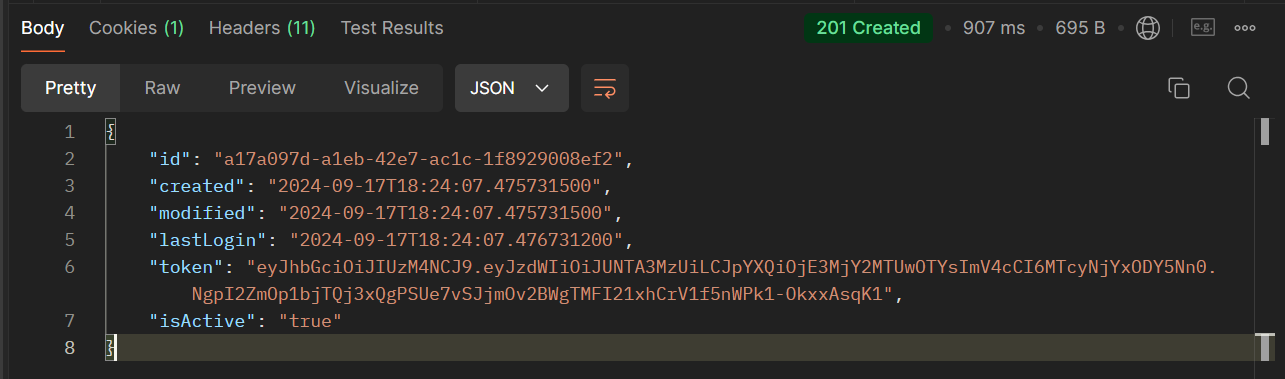 Body Cookies (1) Headers (11) Test Results 201 Created 907 ms 695 B e.g.
Pretty Raw Preview Visualize JSON
1 {
2 "id": "a17a097d-a1eb-42e7-ac1c-1f8929008ef2",
3 "created": "2024-09-17T18:24:07.475731500",
4 "modified": "2024-09-17T18:24:07.475731500",
5 "lastLogin": "2024-09-17T18:24:07.476731200",
6 "token": "eyJhbGciOiJIUzM4NCJ9.eyJzdWIiOiJUNTA3MzUiLCJpYXQiOjE3MjY2MTUwOTYsImV4cCI6MTcyNjYxODY5Nn0.
NgpI2ZmOp1bjTQj3xQgPSUe7vSJjmOv2BWgTMFI21xhCrV1f5nWPk1-OkxxAsqK1",
7 "isActive": "true"
8 }